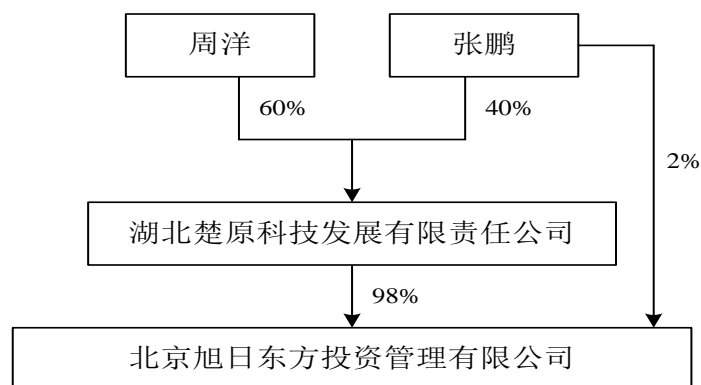 周洋
张鹏
60%
40%
2%
湖北楚原科技发展有限责任公司
98%
北京旭日东方投资管理有限公司